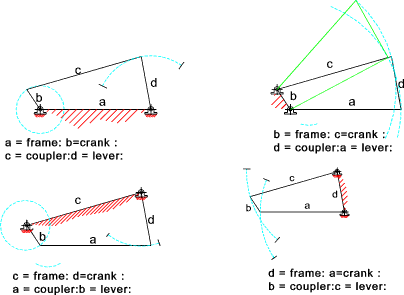 c
b
d
a
a = frame: b=crank :
c = coupler:d = lever:
c
b
d
a
b = frame: c=crank :
d = coupler:a = lever:
c
b
d
a
c = frame: d=crank :
a = coupler:b = lever:
c
b
d
a
d = frame: a=crank :
b = coupler:c = lever: